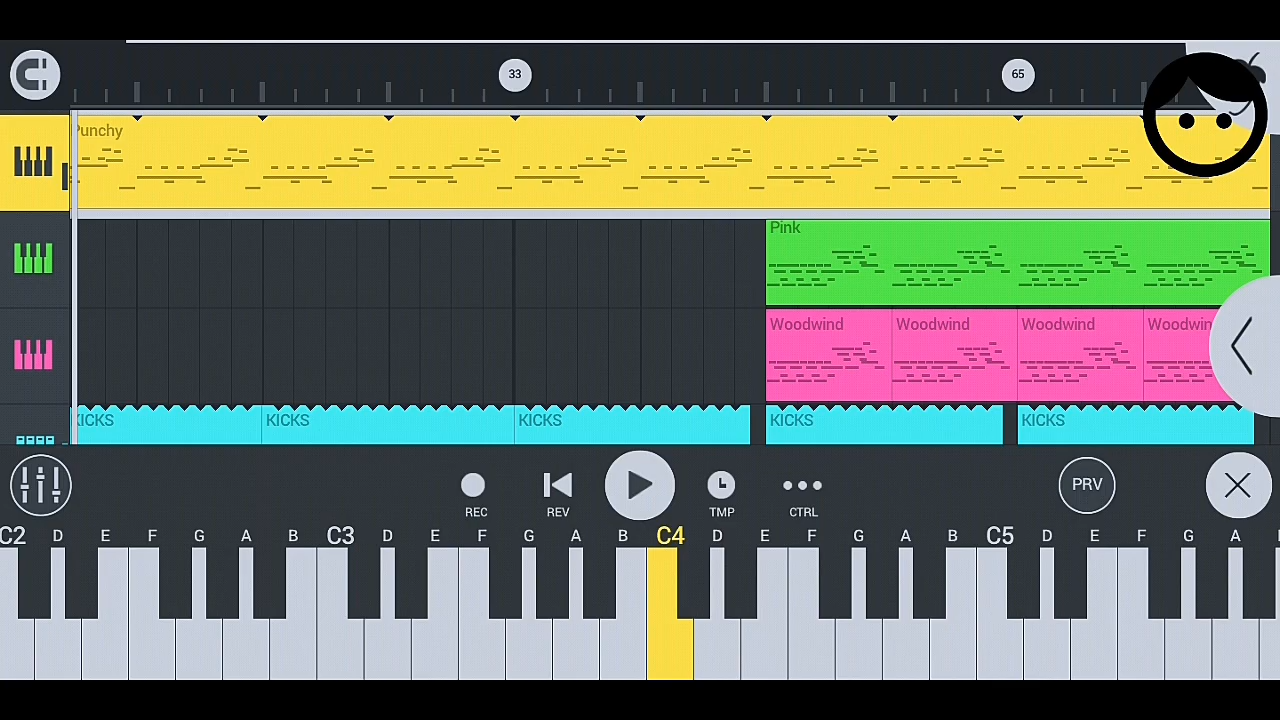 33 65
Punchy
Pink
Woodwind Woodwind Woodwind Woodwin
KICKS KICKS KICKS KICKS KICKS
PRV
REC REV TMP CTRL
C2 D E F G A B C3 D E F G A B C4 D E F G A B C5 D E F G A